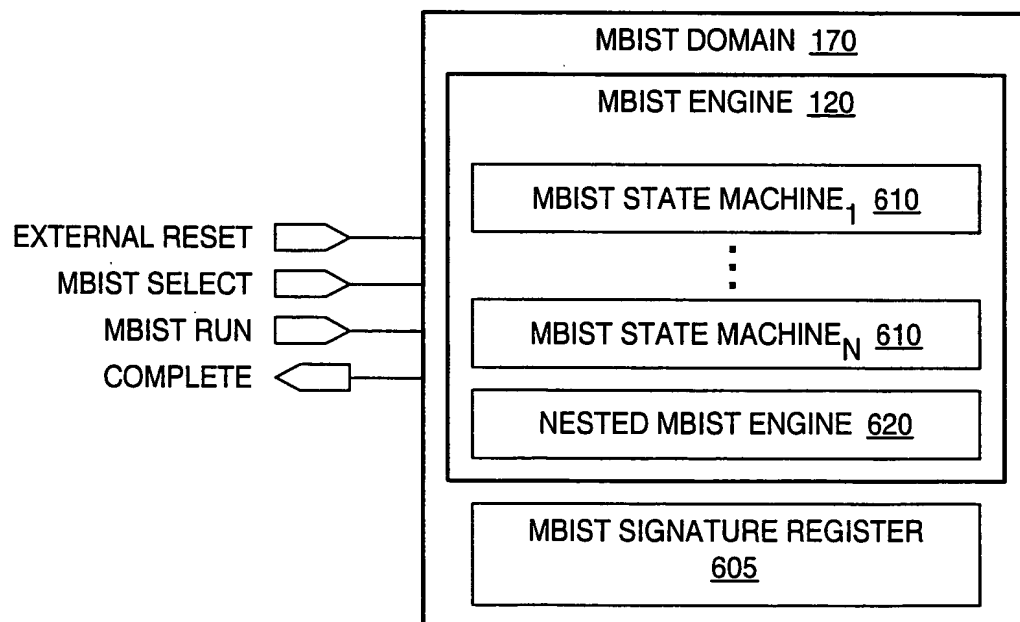 MBIST DOMAIN 170
MBIST ENGINE 120
MBIST STATE MACHINE1 610
MBIST STATE MACHINEN 610
NESTED MBIST ENGINE 620
MBIST SIGNATURE REGISTER
605
EXTERNAL RESET
MBIST SELECT
MBIST RUN
COMPLETE